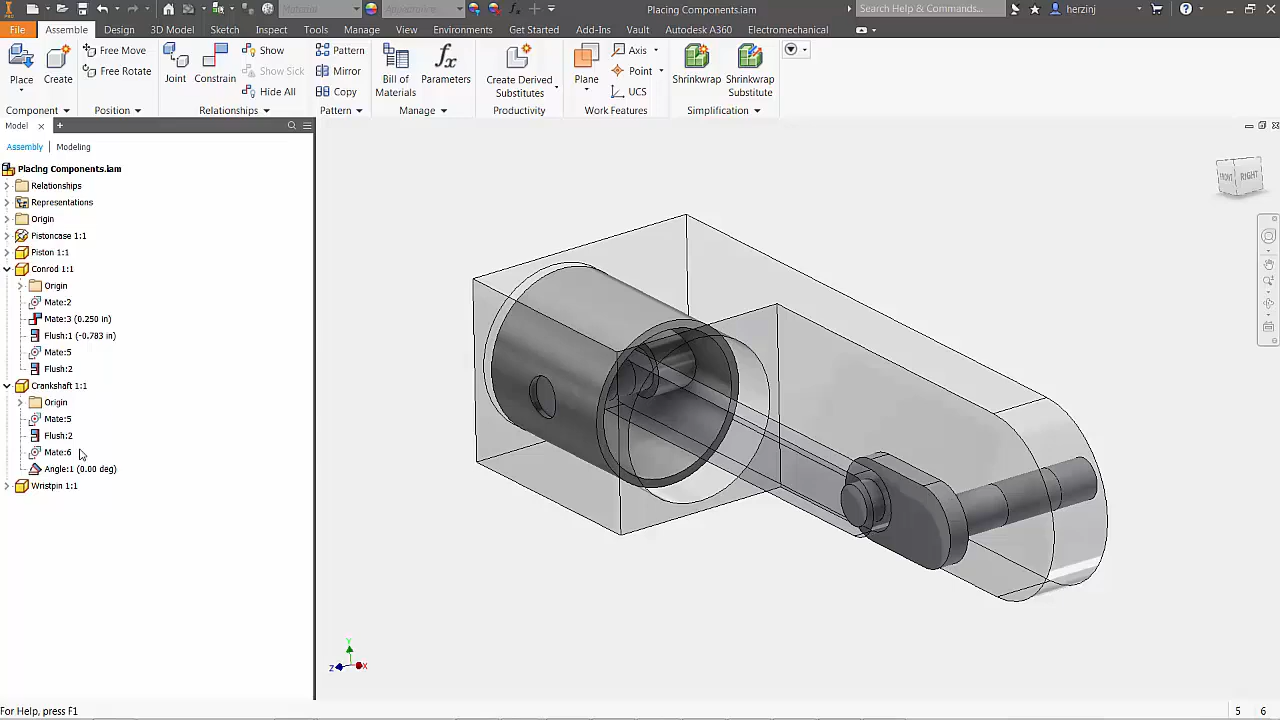 Material
Placing Components.iam
Search Help & Commands...
herzinj
File Assemble Design 3D Model Sketch Inspect Tools Manage View Environments Get Started Add-Ins Vault Autodesk A360 Electromechanical
Place
Create
Free Move
Free Rotate
Joint
Constrain
Show
Show Sick
Hide All
Pattern
Mirror
Copy
Bill of
Materials
Parameters
Create Derived
Substitutes
Plane
Axis
Point
UCS
Shrinkwrap
Shrinkwrap
Substitute
Component Position Relationships Pattern Manage Productivity Work Features Simplification
Model
Assembly Modeling
Placing Components.iam
Relationships
Representations
Origin
Pistoncase 1:1
Piston 1:1
Conrod 1:1
Origin
Mate:2
Mate:3 (0.250 in)
Flush:1 (-0.783 in)
Mate:5
Flush:2
Crankshaft 1:1
Origin
Mate:5
Flush:2
Mate:6
Angle:1 (0.00 deg)
Wristpin 1:1
FRONT RIGHT
Y
Z X
For Help, press F1
5 6